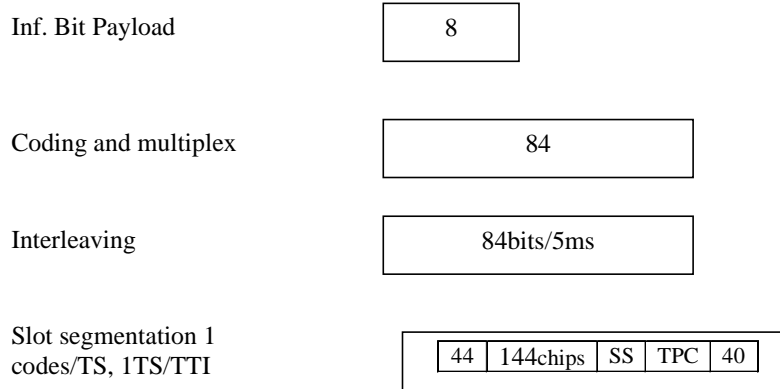 Inf. Bit Payload
8
Coding and multiplex
84
Interleaving
84bits/5ms
Slot segmentation 1
codes/TS, 1TS/TTI
44 144chips SS TPC 40